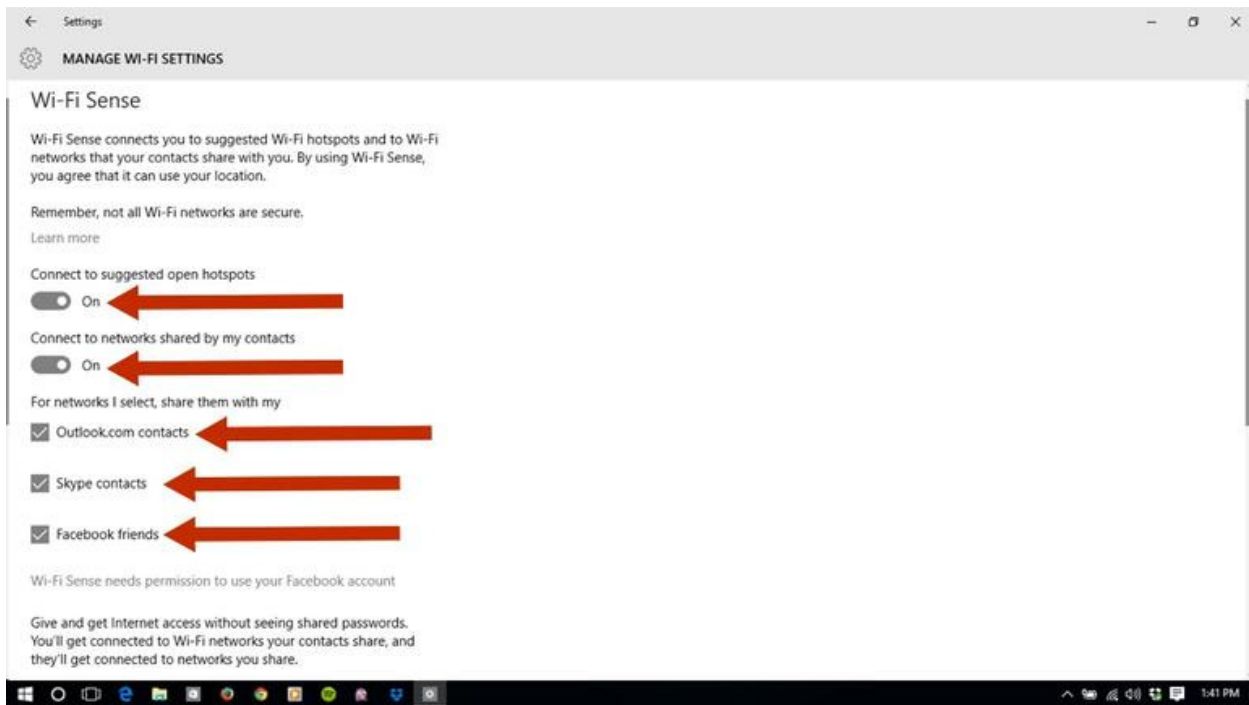 Settings
MANAGE WI-FI SETTINGS
Wi-Fi Sense
Wi-Fi Sense connects you to suggested Wi-Fi hotspots and to Wi-Fi
networks that your contacts share with you. By using Wi-Fi Sense,
you agree that it can use your location.
Remember, not all Wi-Fi networks are secure.
Learn more
Connect to suggested open hotspots
On
Connect to networks shared by my contacts
On
For networks I select, share them with my
Outlook.com contacts
Skype contacts
Facebook friends
Wi-Fi Sense needs permission to use your Facebook account
Give and get Internet access without seeing shared passwords.
You'll get connected to Wi-Fi networks your contacts share, and
they'll get connected to networks you share.
1:41 PM